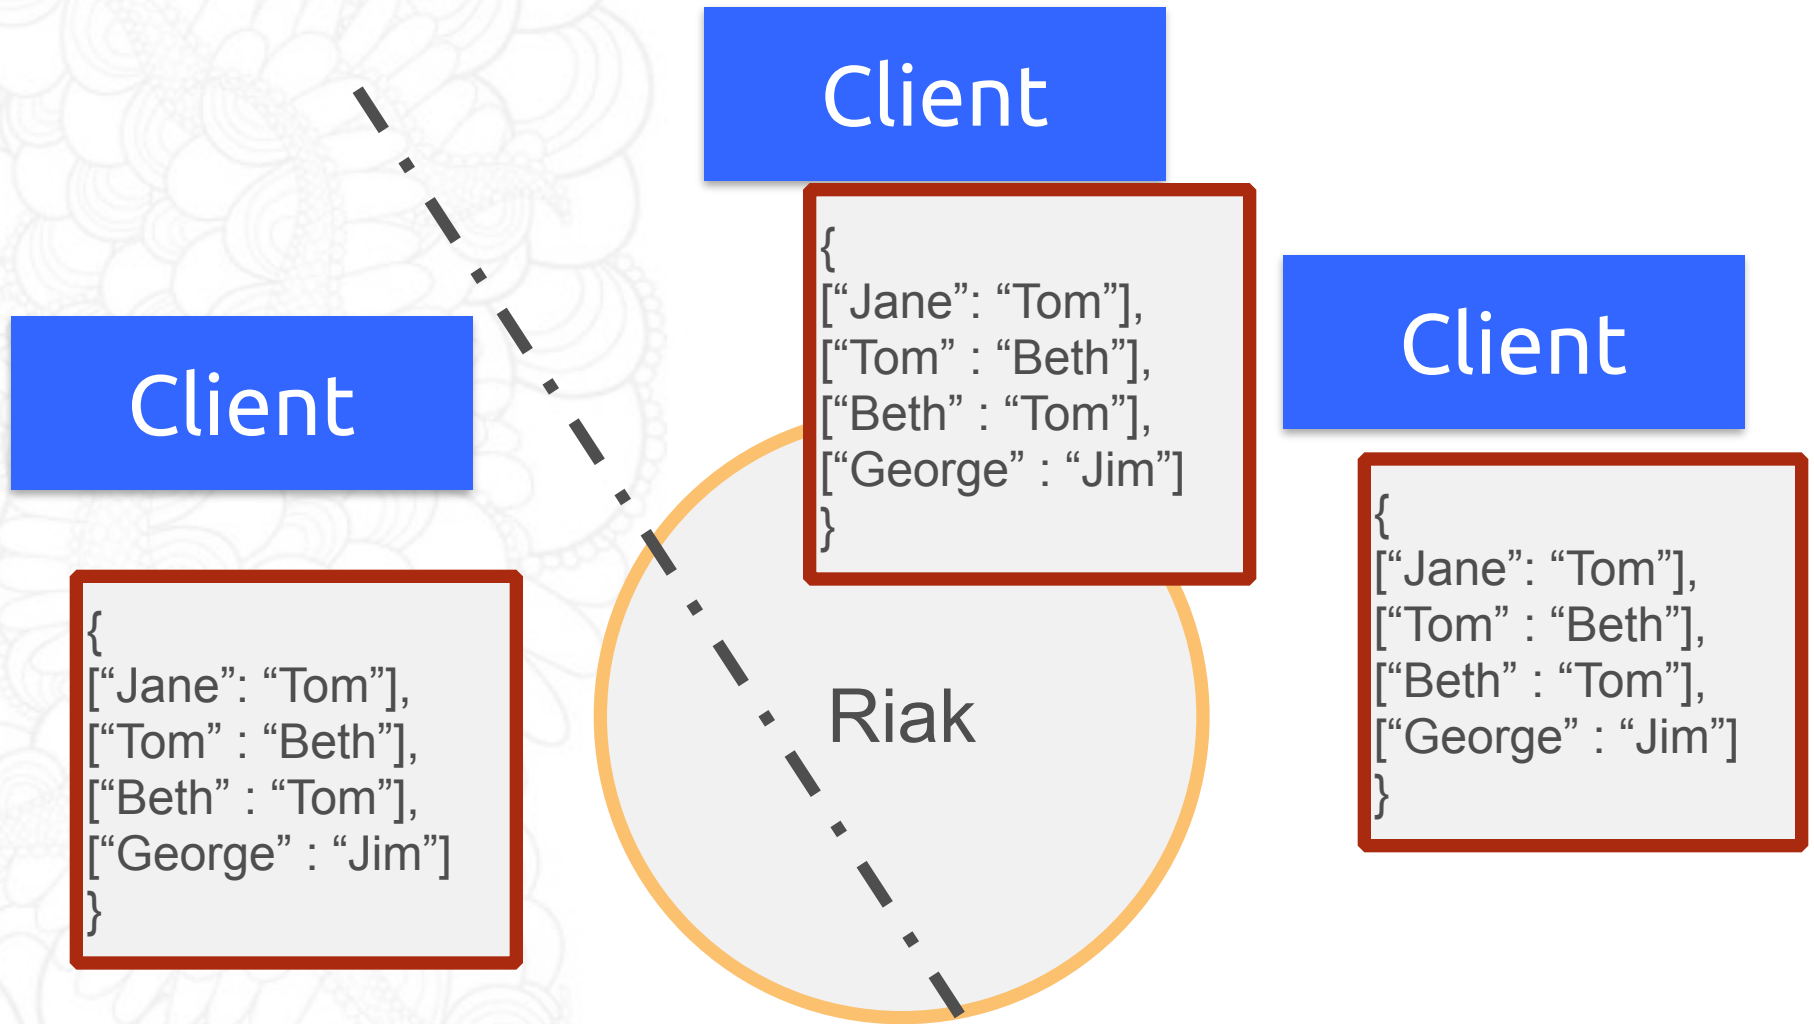 Client
{
[“Jane”: “Tom”],
[“Tom” : “Beth”],
[“Beth” : “Tom”],
[“George” : “Jim”]
}
Client
{
[“Jane”: “Tom”],
[“Tom” : “Beth”],
[“Beth” : “Tom”],
[“George” : “Jim”]
}
Client
{
[“Jane”: “Tom”],
[“Tom” : “Beth”],
[“Beth” : “Tom”],
[“George” : “Jim”]
}
Riak